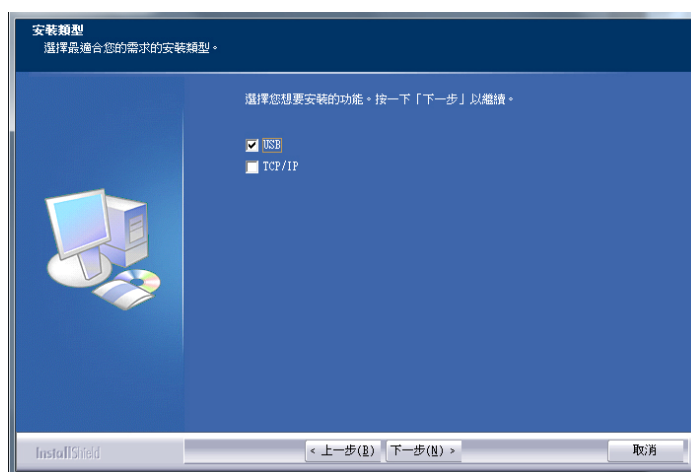 安裝類型
選擇最適合您的需求的安裝類型。
選擇您想要安裝的功能。按一下「下一步」以繼續。
USB
TCP/IP
InstallShield
< 上一步(B) 下一步(N) > 取消